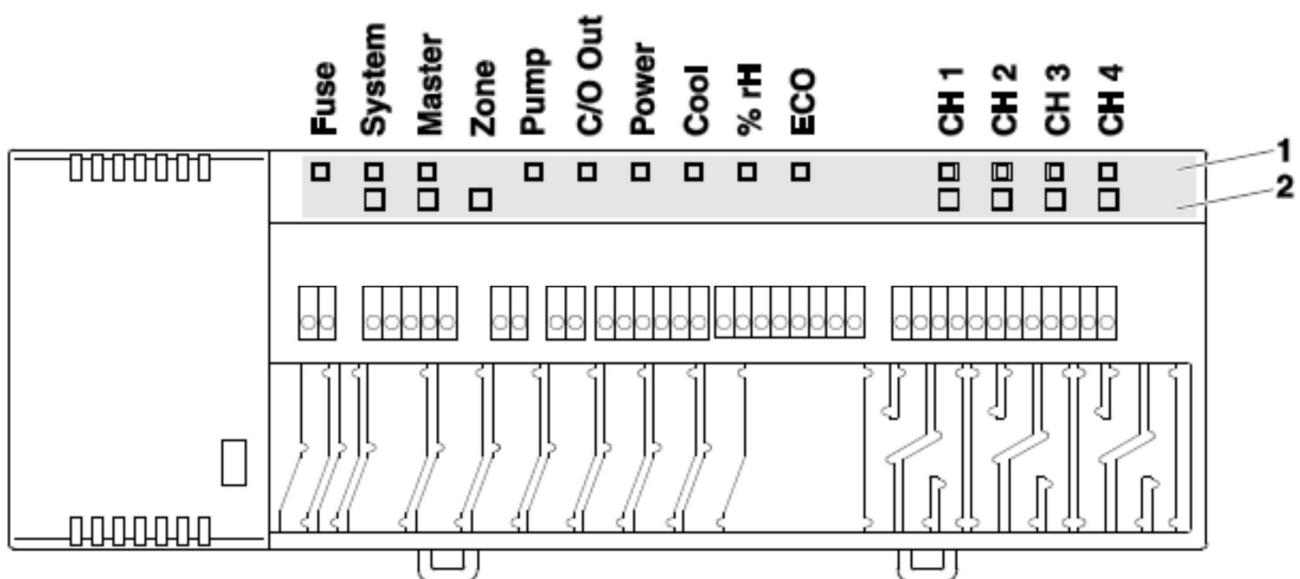 Fuse
System
Master
Zone
Pump
C/O Out
Power
Cool
% rH
ECO
CH 1
CH 2
CH 3
CH 4
1
2